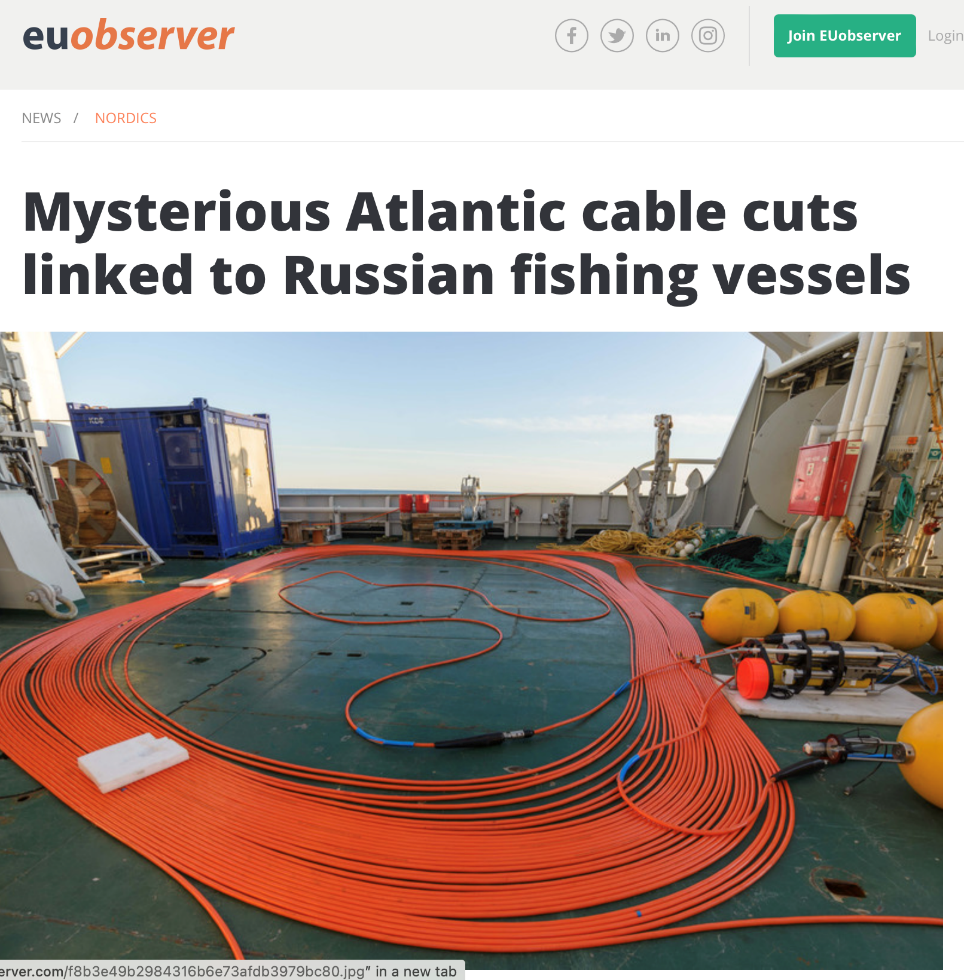 euobserver
Join EUobserver
Login
NEWS / NORDICS
Mysterious Atlantic cable cuts
linked to Russian fishing vessels
erver.com/f8b3e49b2984316b6e73afdb3979bc80.jpg" in a new tab